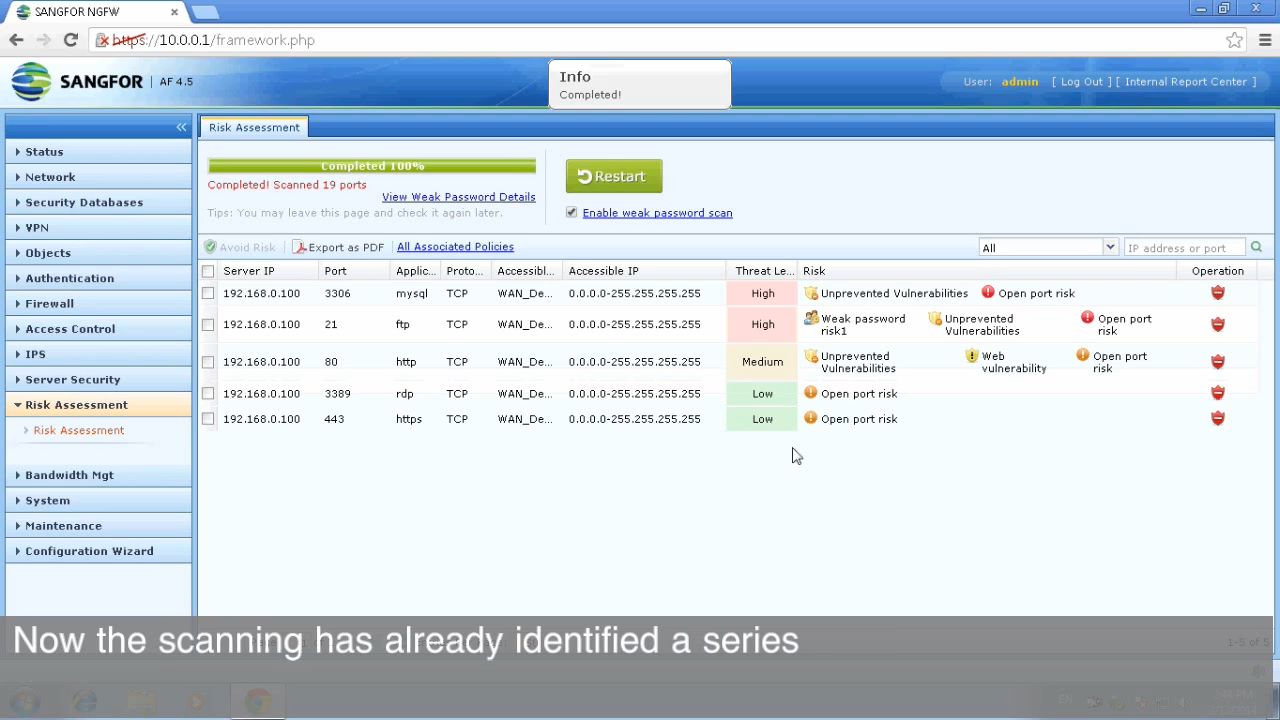 SANGFOR NGFW
https://10.0.0.1/framework.php
SANGFOR | AF 4.5
Info
Completed!
User: admin [ Log Out ] [ Internal Report Center ]
Risk Assessment
Status
Network
Security Databases
VPN
Objects
Authentication
Firewall
Access Control
IPS
Server Security
Risk Assessment
Risk Assessment
Bandwidth Mgt
System
Maintenance
Configuration Wizard
Completed 100%
Completed! Scanned 19 ports
View Weak Password Details
Tips: You may leave this page and check it again later.
Restart
Enable weak password scan
Avoid Risk | Export as PDF All Associated Policies
All
IP address or port
Server IP Port Applic... Proto... Accessibl... Accessible IP Threat Le... Risk Operation
192.168.0.100 3306 mysql TCP WAN_De... 0.0.0.0-255.255.255.255 High Unprevented Vulnerabilities Open port risk
192.168.0.100 21 ftp TCP WAN_De... 0.0.0.0-255.255.255.255 High Weak password risk1 Unprevented Vulnerabilities Open port risk
192.168.0.100 80 http TCP WAN_De... 0.0.0.0-255.255.255.255 Medium Unprevented Vulnerabilities Web vulnerability Open port risk
192.168.0.100 3389 rdp TCP WAN_De... 0.0.0.0-255.255.255.255 Low Open port risk
192.168.0.100 443 https TCP WAN_De... 0.0.0.0-255.255.255.255 Low Open port risk
Now the scanning has already identified a series
1-5 of 5
EN